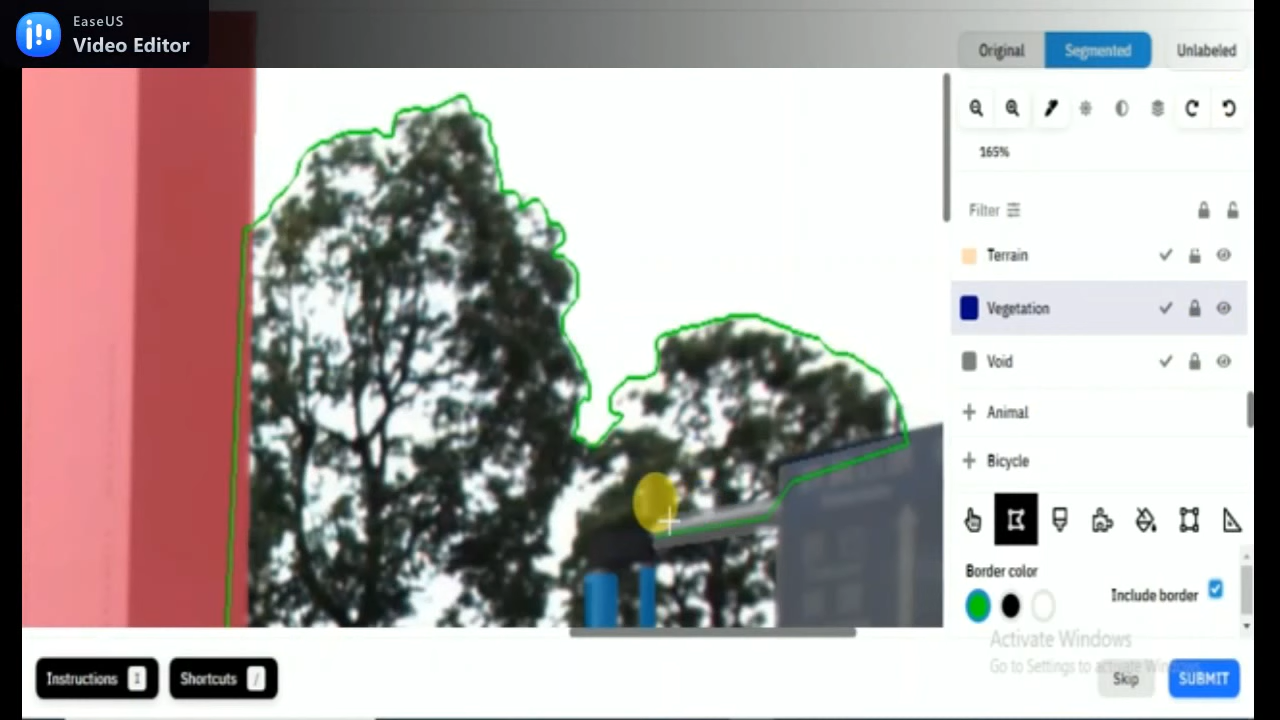 EaseUS
Video Editor
Original
Segmented
Unlabeled
165%
Filter
Terrain
Vegetation
Void
Animal
Bicycle
Border color
Include border
Activate Windows
Go to Settings to activate Windows.
Instructions
Shortcuts /
Skip
SUBMIT